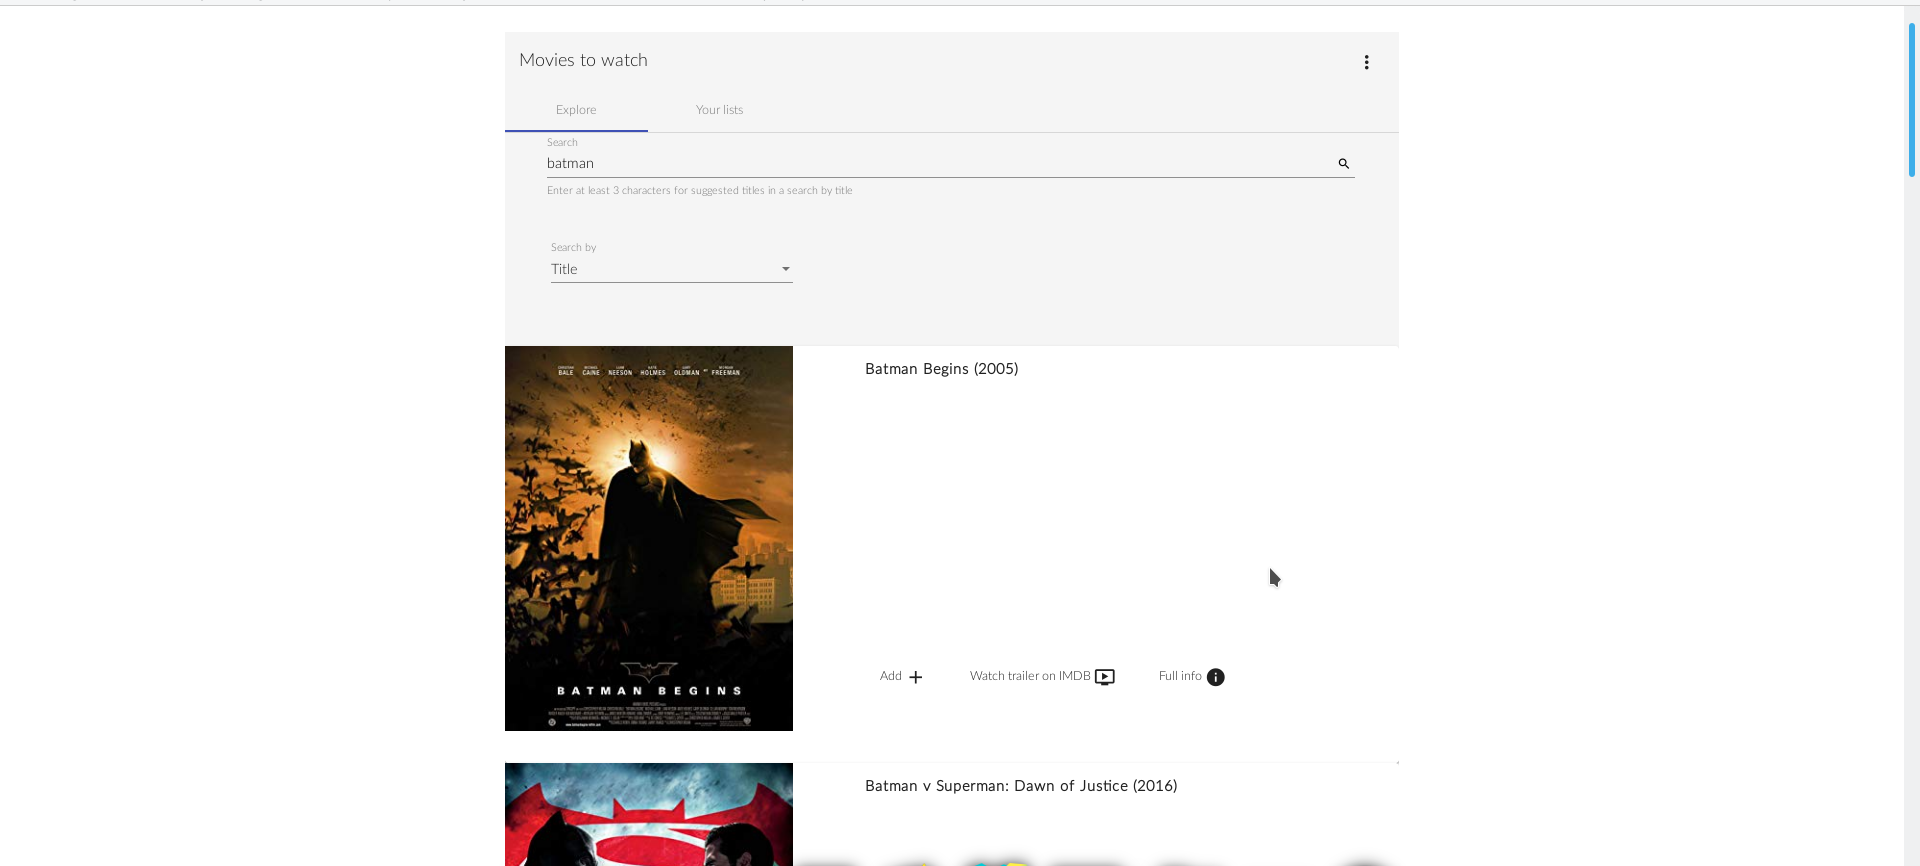 Movies to watch
Explore Your lists
Search
batman
Enter at least 3 characters for suggested titles in a search by title
Search by
Title
BALE CAINE NEESON HOLMES OLDMAN FREEMAN
Batman Begins (2005)
BATMAN BEGINS
Add Watch trailer on IMDB Full info
Batman v Superman: Dawn of Justice (2016)